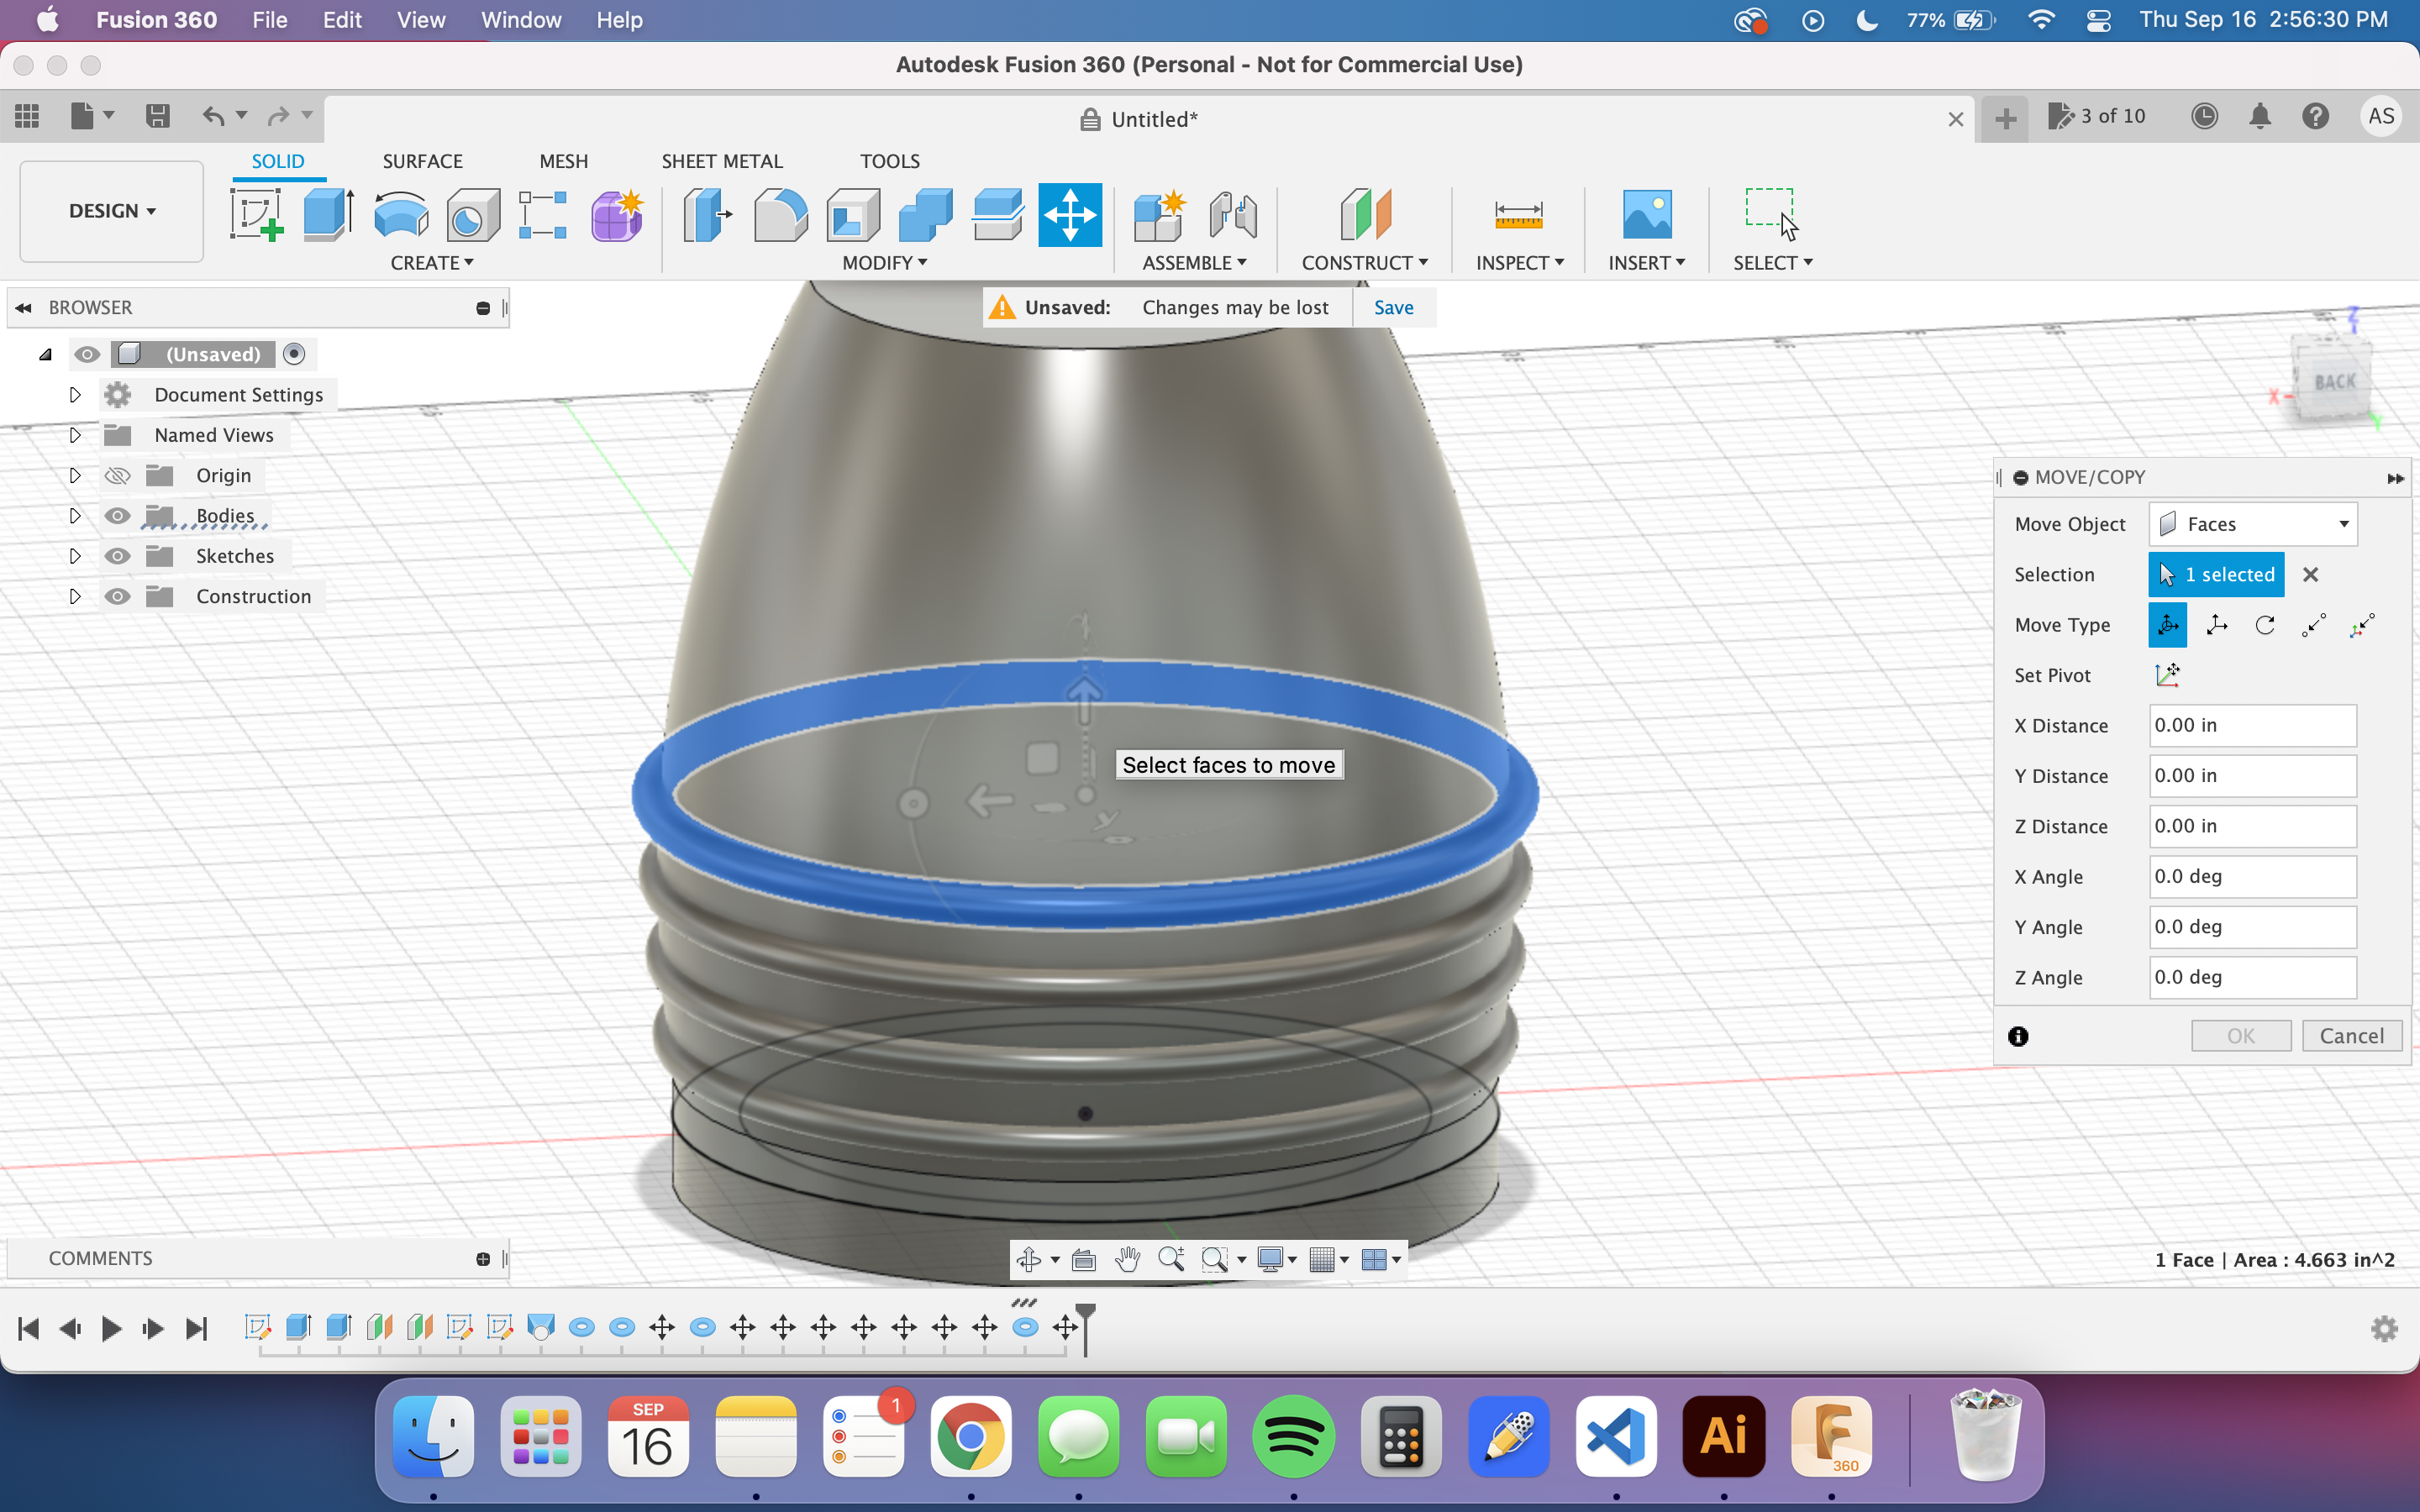 Fusion 360 File Edit View Window Help 77% Thu Sep 16 2:56:30 PM
Autodesk Fusion 360 (Personal - Not for Commercial Use)
Untitled* 3 of 10 AS
SOLID SURFACE MESH SHEET METAL TOOLS
DESIGN
CREATE MODIFY ASSEMBLE CONSTRUCT INSPECT INSERT SELECT
BROWSER
Unsaved: Changes may be lost Save
(Unsaved)
Document Settings
Named Views
Origin
Bodies
Sketches
Construction
Z
BACK
X
Y
MOVE/COPY
Move Object Faces
Selection 1 selected
Move Type
Set Pivot
X Distance 0.00 in
Y Distance 0.00 in
Z Distance 0.00 in
X Angle 0.0 deg
Y Angle 0.0 deg
Z Angle 0.0 deg
OK Cancel
Select faces to move
COMMENTS
1 Face | Area : 4.663 in^2
SEP
16
1
Ai
360